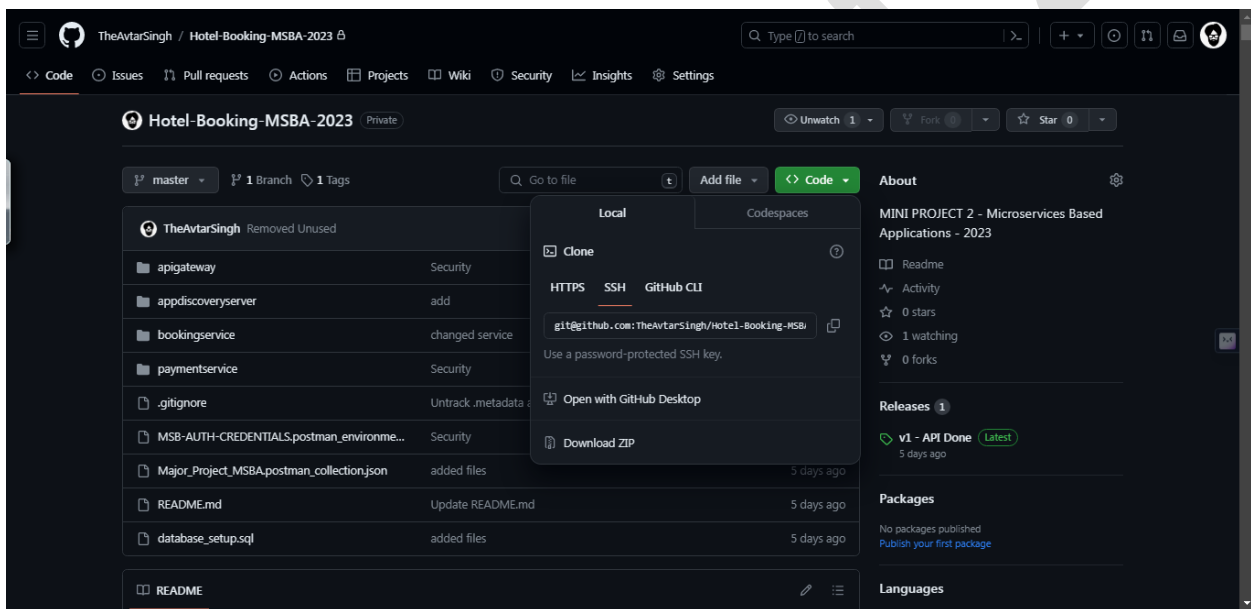 TheAvtarSingh / Hotel-Booking-MSBA-2023
Type / to search
Code Issues Pull requests Actions Projects Wiki Security Insights Settings
Hotel-Booking-MSBA-2023 Private
Unwatch 1 Fork 0 Star 0
master 1 Branch 1 Tags
Go to file t Add file Code
TheAvtarSingh Removed Unused
apigateway Security
appdiscoveryserver add
bookingservice changed service
paymentservice Security
.gitignore Untrack .metadata a
MSB-AUTH-CREDENTIALS.postman_environme... Security
Major_Project_MSBA.postman_collection.json added files 5 days ago
README.md Update README.md 5 days ago
database_setup.sql added files 5 days ago
README
Local Codespaces
Clone
HTTPS SSH GitHub CLI
git@github.com:TheAvtarSingh/Hotel-Booking-MSB
Use a password-protected SSH key.
Open with GitHub Desktop
Download ZIP
About
MINI PROJECT 2 - Microservices Based
Applications - 2023
Readme
Activity
0 stars
1 watching
0 forks
Releases 1
v1 - API Done Latest
5 days ago
Packages
No packages published
Publish your first package
Languages